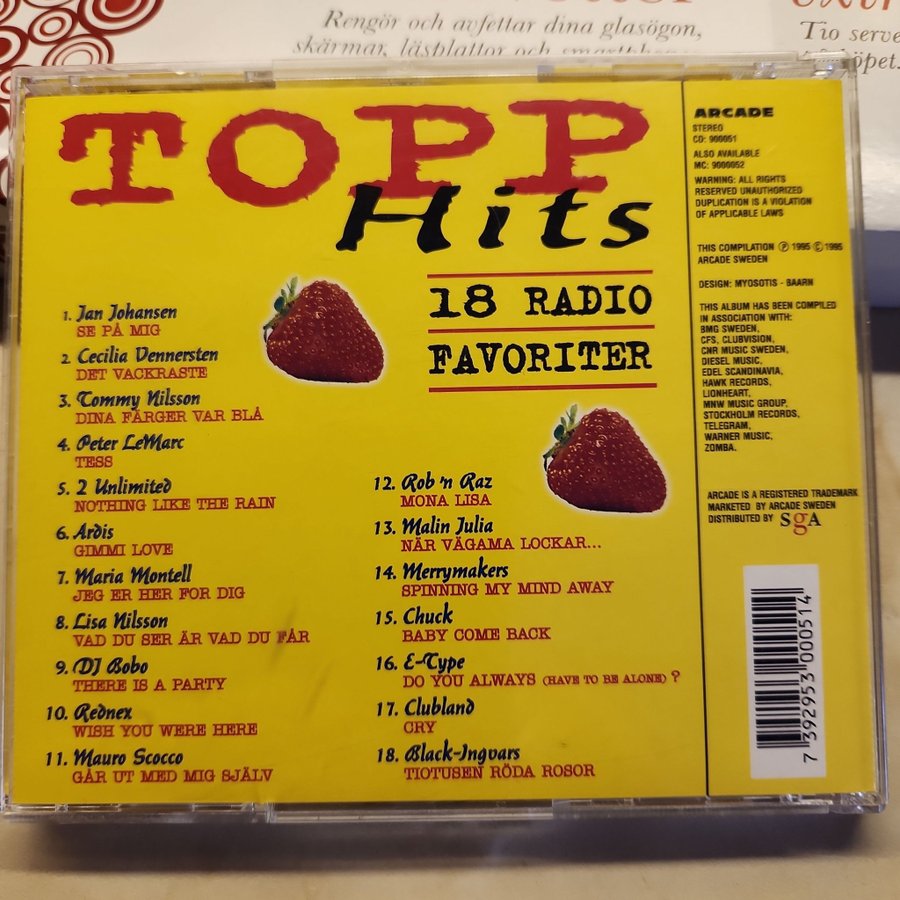 Rengör och avfettar dina glasögon,
skärmar, läsplattor och
Tio serve
TOPP
Hits
18 RADIO
FAVORITER
1. Jan Johansen
SE PÅ MIG
2. Cecilia Vennersten
DET VACKRASTE
3. Tommy Nilsson
DINA FÄRGER VAR BLÅ
4. Peter LeMarc
TESS
5. 2 Unlimited
NOTHING LIKE THE RAIN
6. Ardis
GIMMI LOVE
7. Maria Montell
JEG ER HER FOR DIG
8. Lisa Nilsson
VAD DU SER ÄR VAD DU FÅR
9. DJ Bobo
THERE IS A PARTY
10. Rednex
WISH YOU WERE HERE
11. Mauro Scocco
GÅR UT MED MIG SJÄLV
12. Rob 'n Raz
MONA LISA
13. Malin Julia
NÄR VÄGAMA LOCKAR...
14. Merrymakers
SPINNING MY MIND AWAY
15. Chuck
BABY COME BACK
16. E-Type
DO YOU ALWAYS (HAVE TO BE ALONE) ?
17. Clubland
CRY
18. Black-Ingvars
TIOTUSEN RÖDA ROSOR
ARCADE
STEREO
CD: 900051
ALSO AVAILABLE
MC: 9000052
WARNING: ALL RIGHTS
RESERVED UNAUTHORIZED
DUPLICATION IS A VIOLATION
OF APPLICABLE LAWS
THIS COMPILATION ℗ 1995 © 1995
ARCADE SWEDEN
DESIGN: MYOSOTIS - BAARN
THIS ALBUM HAS BEEN COMPILED
IN ASSOCIATION WITH:
BMG SWEDEN,
CFS, CLUBVISION,
CNR MUSIC SWEDEN,
DIESEL MUSIC,
EDEL SCANDINAVIA,
HAWK RECORDS,
LIONHEART,
MNW MUSIC GROUP,
STOCKHOLM RECORDS,
TELEGRAM,
WARNER MUSIC,
ZOMBA.
ARCADE IS A REGISTERED TRADEMARK
MARKETED BY ARCADE SWEDEN
DISTRIBUTED BY SgA
7 392953 000514